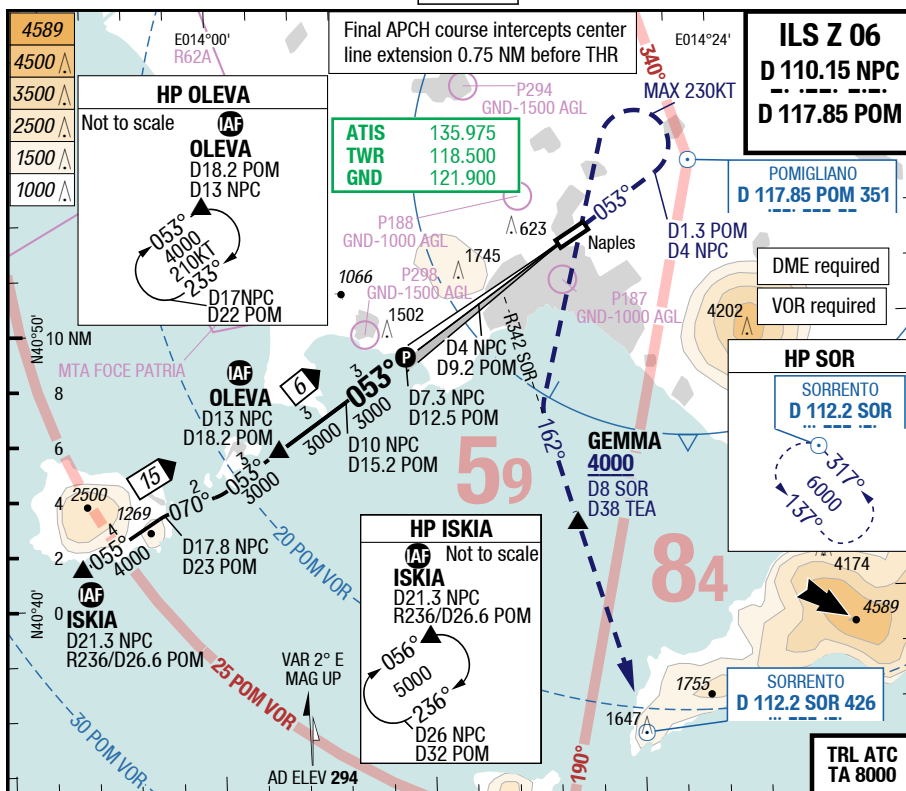 4589
4500
3500
2500
1500
1000
E014°00'
R62A
Final APCH course intercepts center
line extension 0.75 NM before THR
E014°24'
340°
ILS Z 06
D 110.15 NPC
D 117.85 POM
P294
GND-1500 AGL
MAX 230KT
HP OLEVA
Not to scale
IAF
OLEVA
D18.2 POM
D13 NPC
053°
4000
210KT
233°
D17NPC
D22 POM
ATIS 135.975
TWR 118.500
GND 121.900
POMIGLIANO
D 117.85 POM 351
P188
GND-1000 AGL
623
053°
D1.3 POM
D4 NPC
Naples
1745
1066
P298
GND-1500 AGL
1502
P187
GND-1000 AGL
DME required
VOR required
4202
N40°50'
10 NM
MTA FOCE PATRIA
R342 SOR
D4 NPC
D9.2 POM
HP SOR
SORRENTO
D 112.2 SOR
317°
6000
137°
8
IAF
OLEVA
D13 NPC
D18.2 POM
6
3
3
053°
3000
3000
P
D7.3 NPC
D12.5 POM
D10 NPC
D15.2 POM
162°
GEMMA
4000
D8 SOR
D38 TEA
59
6
15
2
070°
3
053°
3000
4
2500
1269
4
055°
4000
D17.8 NPC
D23 POM
20 POM VOR
2
IAF
ISKIA
D21.3 NPC
R236/D26.6 POM
N40°40'
0
HP ISKIA
IAF
Not to scale
ISKIA
D21.3 NPC
R236/D26.6 POM
056°
5000
236°
D26 NPC
D32 POM
84
4174
4589
25 POM VOR
VAR 2° E
MAG UP
30 POM VOR
1755
SORRENTO
D 112.2 SOR 426
1647
190°
AD ELEV 294
TRL ATC
TA 8000